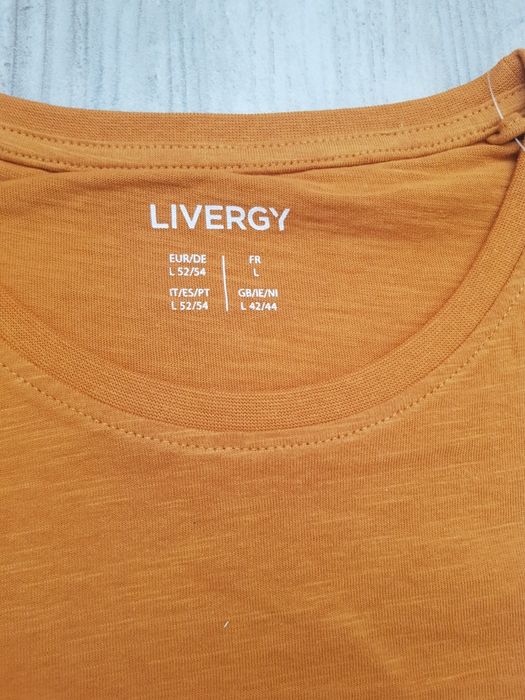 LIVERGY
EUR/DE
L 52/54
FR
L
IT/ES/PT
L 52/54
GB/IE/NI
L 42/44